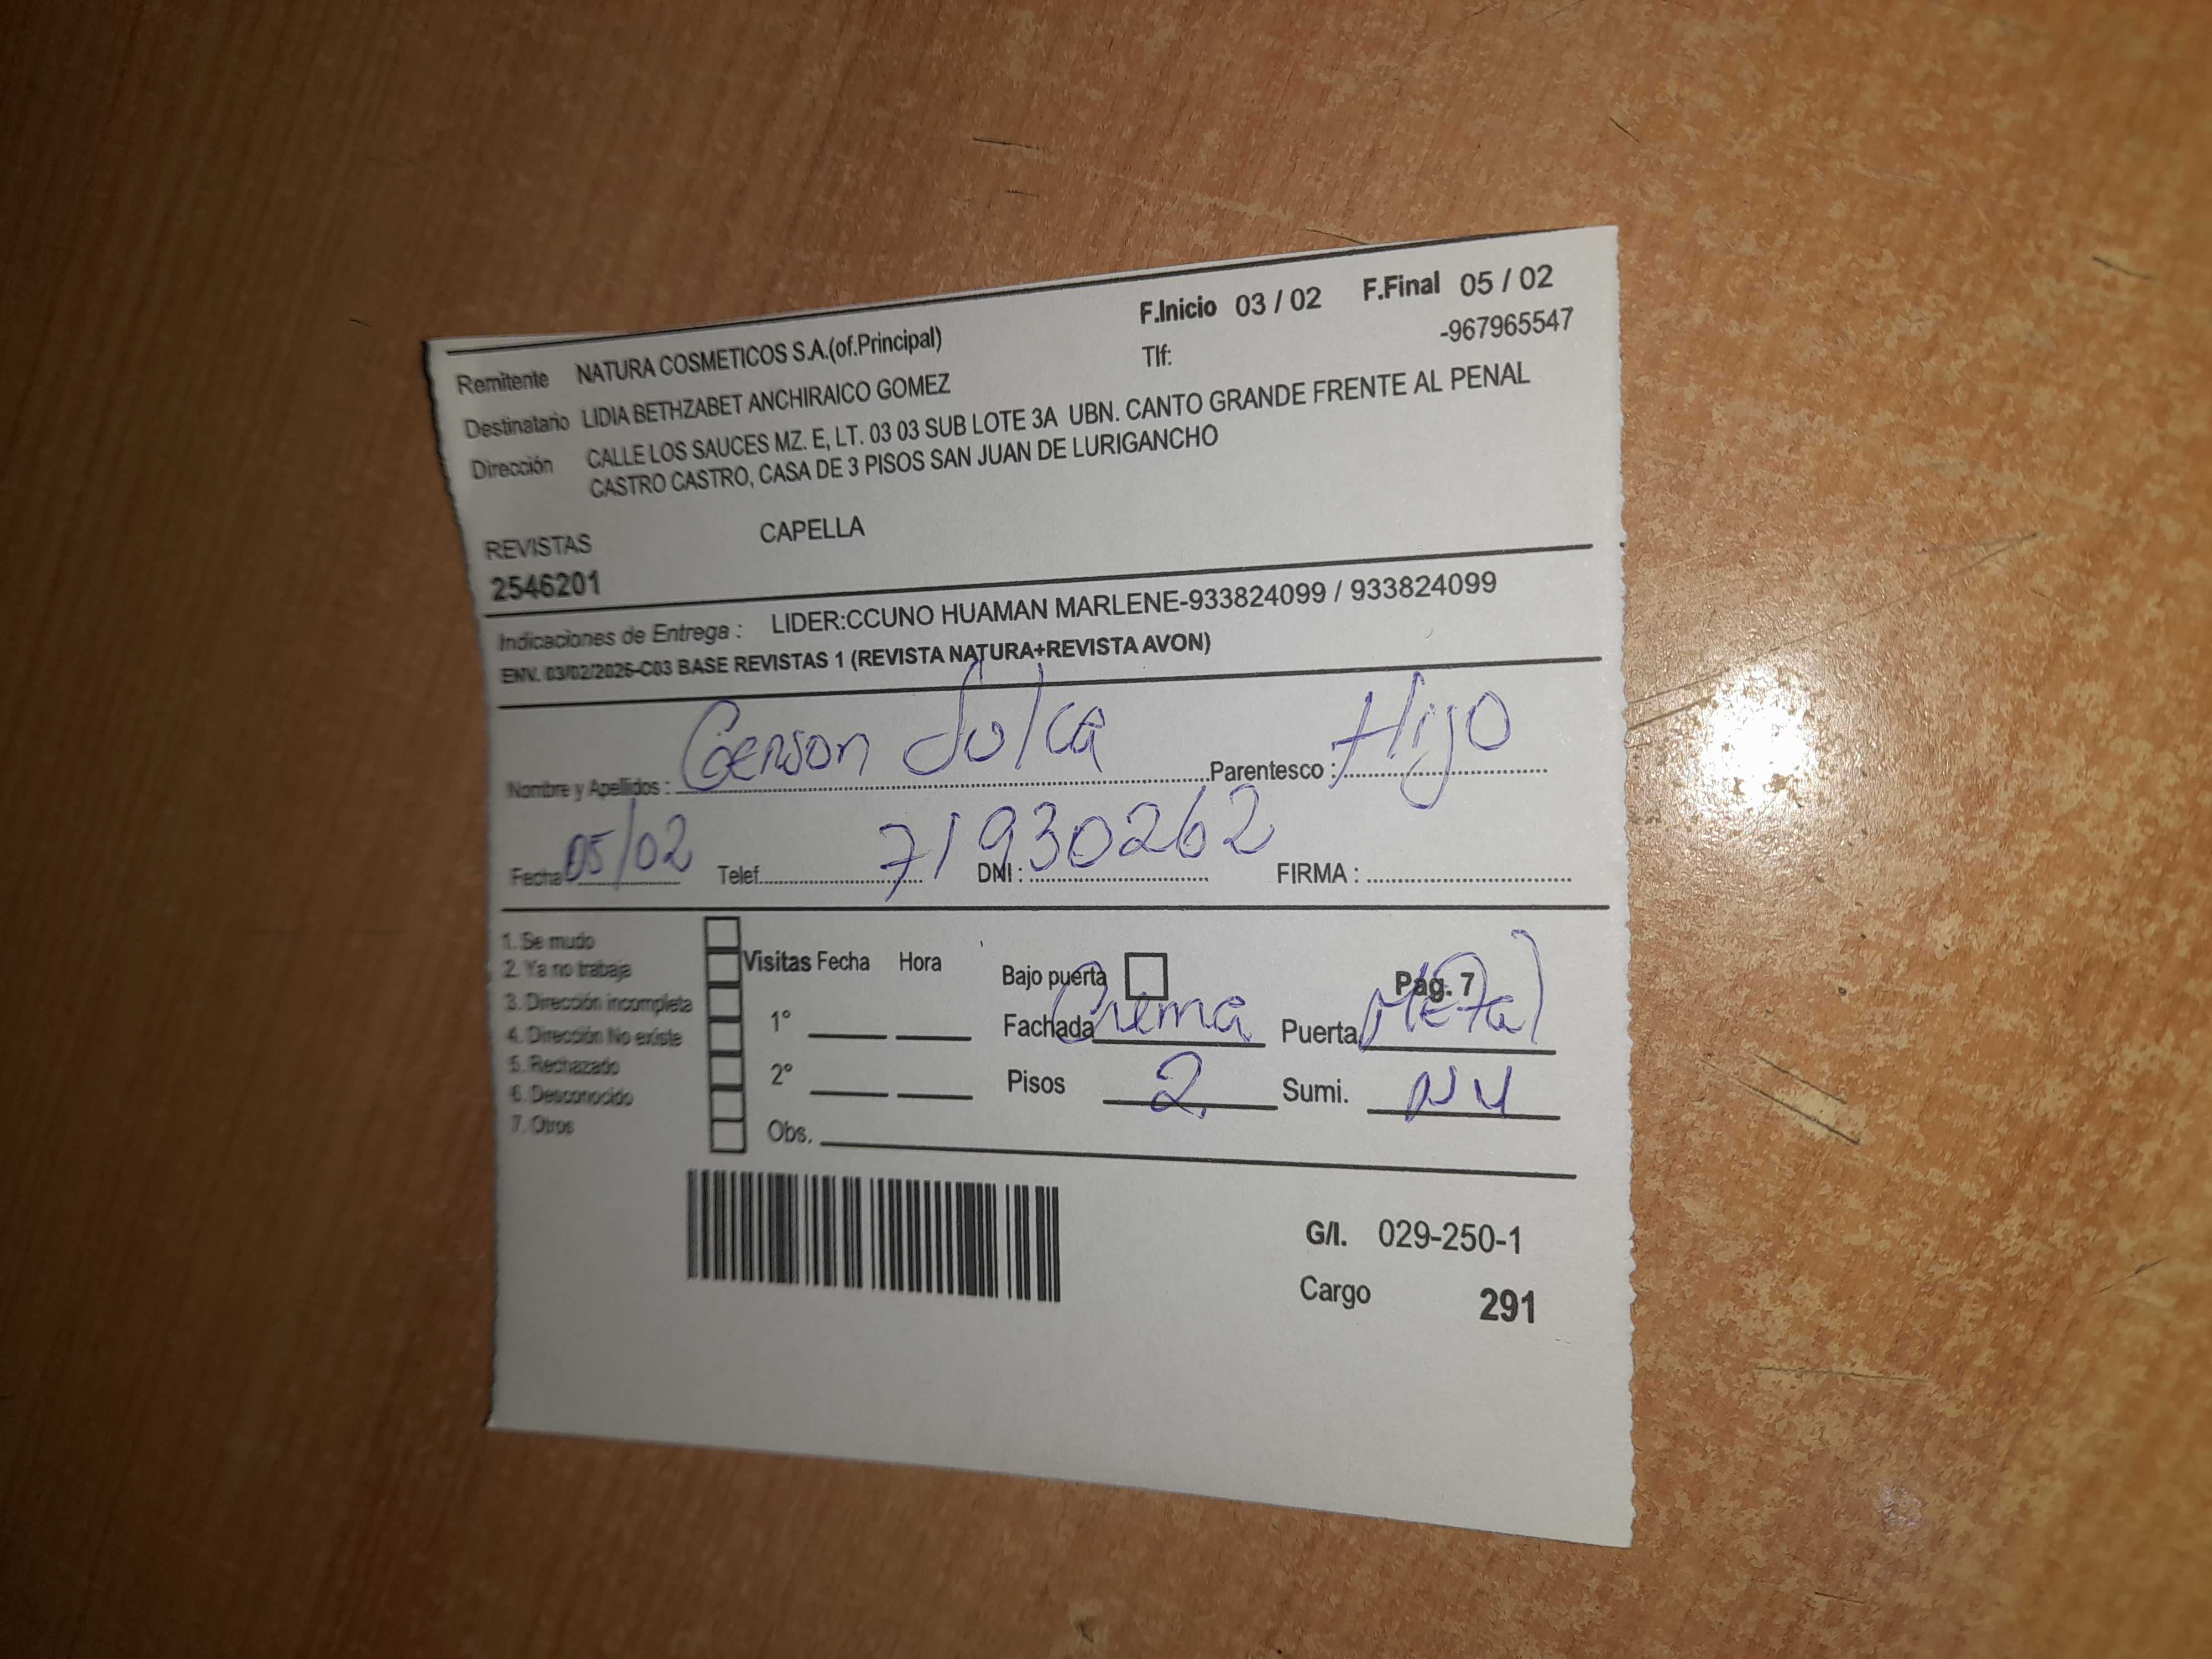 F.Inicio 03 / 02 F.Final 05 / 02
Remitente NATURA COSMETICOS S.A.(of.Principal) Tlf: -967965547
Destinatario LIDIA BETHZABET ANCHIRAICO GOMEZ
Dirección CALLE LOS SAUCES MZ. E, LT. 03 03 SUB LOTE 3A UBN. CANTO GRANDE FRENTE AL PENAL
CASTRO CASTRO, CASA DE 3 PISOS SAN JUAN DE LURIGANCHO
REVISTAS CAPELLA
2546201
Indicaciones de Entrega : LIDER:CCUNO HUAMAN MARLENE-933824099 / 933824099
ENV. 03/02/2026-C03 BASE REVISTAS 1 (REVISTA NATURA+REVISTA AVON)
Nombre y Apellidos : Gerson Sulca Parentesco : Hijo
Fecha 05/02 Telef. DNI : 71930262 FIRMA :
1. Se mudo
2. Ya no trabaja
3. Dirección incompleta
4. Dirección No existe
5. Rechazado
6. Desconocido
7. Otros
Visitas Fecha Hora
1°
2°
Obs.
Bajo puerta Pág. 7
Fachada Crema Puerta Metal
Pisos 2 Sumi.
G/I. 029-250-1
Cargo 291